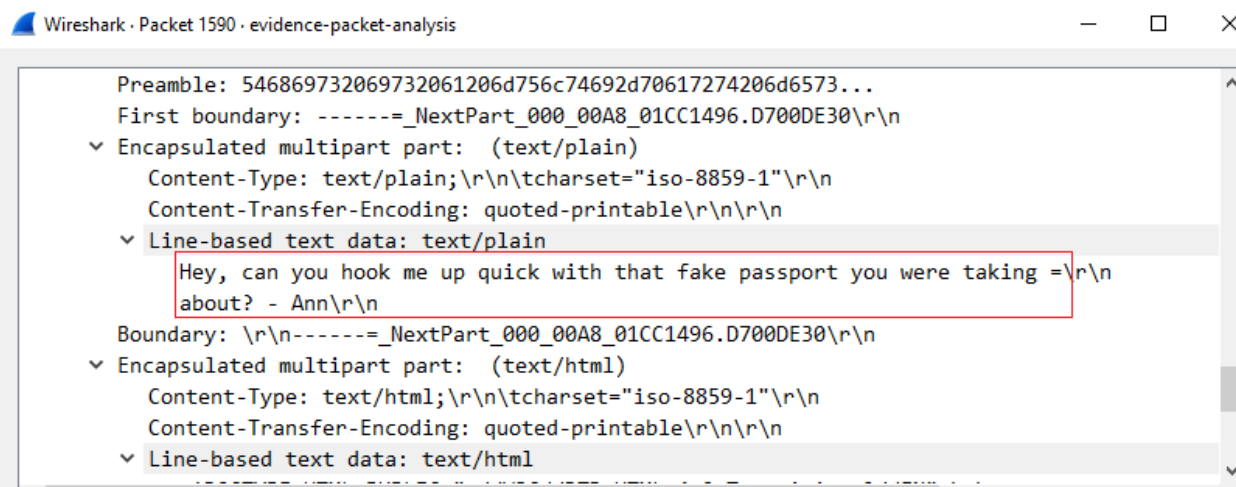 Wireshark · Packet 1590 · evidence-packet-analysis
Preamble: 546869732069732061206d756c74692d70617274206d6573...
First boundary: ------=_NextPart_000_00A8_01CC1496.D700DE30\r\n
Encapsulated multipart part:  (text/plain)
Content-Type: text/plain;\r\n\tcharset="iso-8859-1"\r\n
Content-Transfer-Encoding: quoted-printable\r\n\r\n
Line-based text data: text/plain
Hey, can you hook me up quick with that fake passport you were taking =\r\n
about? - Ann\r\n
Boundary: \r\n------=_NextPart_000_00A8_01CC1496.D700DE30\r\n
Encapsulated multipart part:  (text/html)
Content-Type: text/html;\r\n\tcharset="iso-8859-1"\r\n
Content-Transfer-Encoding: quoted-printable\r\n\r\n
Line-based text data: text/html